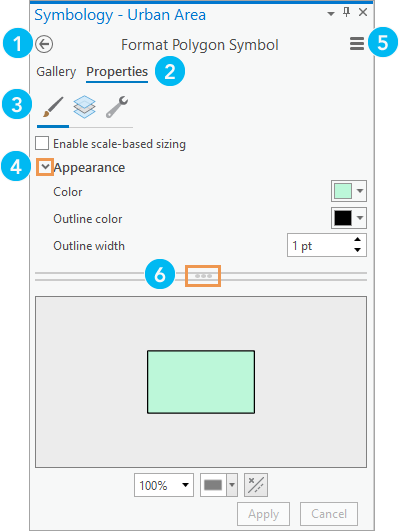 Symbology - Urban Area
1 Format Polygon Symbol 5
Gallery Properties 2
3
Enable scale-based sizing
4 Appearance
Color
Outline color
Outline width 1 pt
6
100%
Apply Cancel